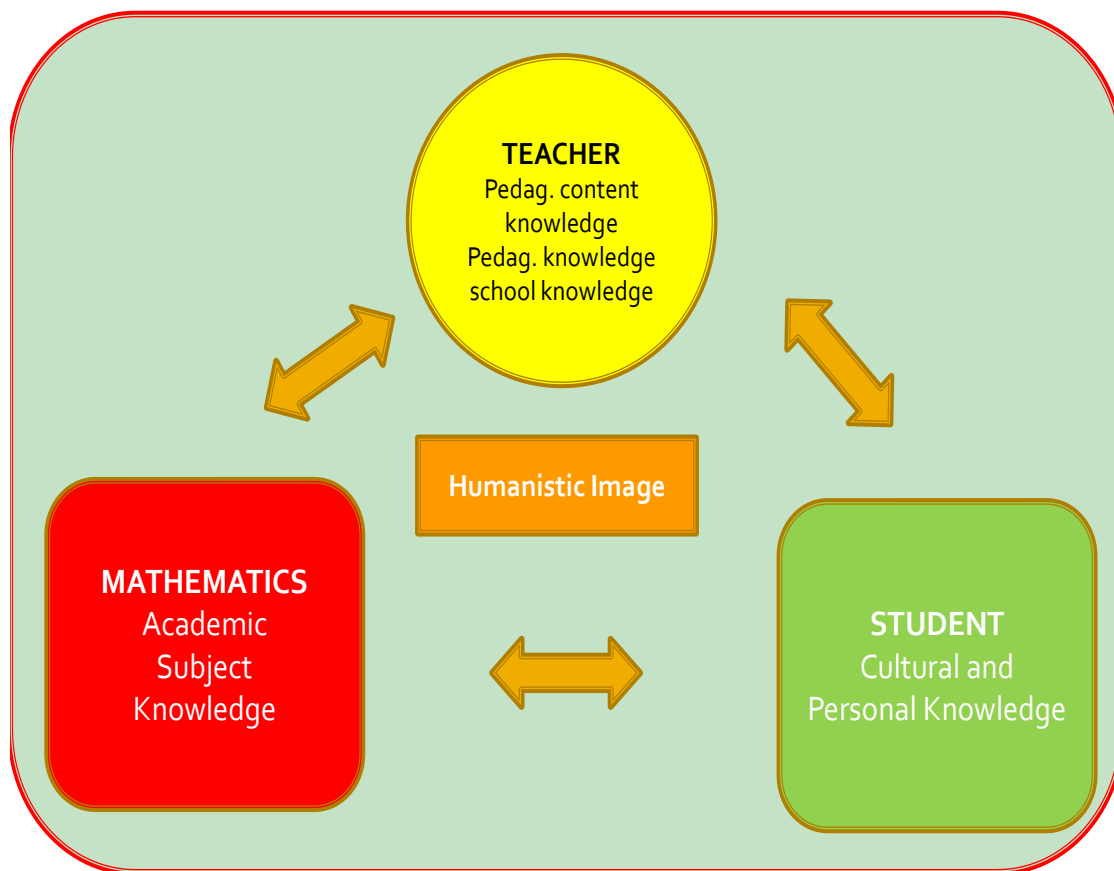 TEACHER
Pedag. content
knowledge
Pedag. knowledge
school knowledge
Humanistic Image
MATHEMATICS
Academic
Subject
Knowledge
STUDENT
Cultural and
Personal Knowledge